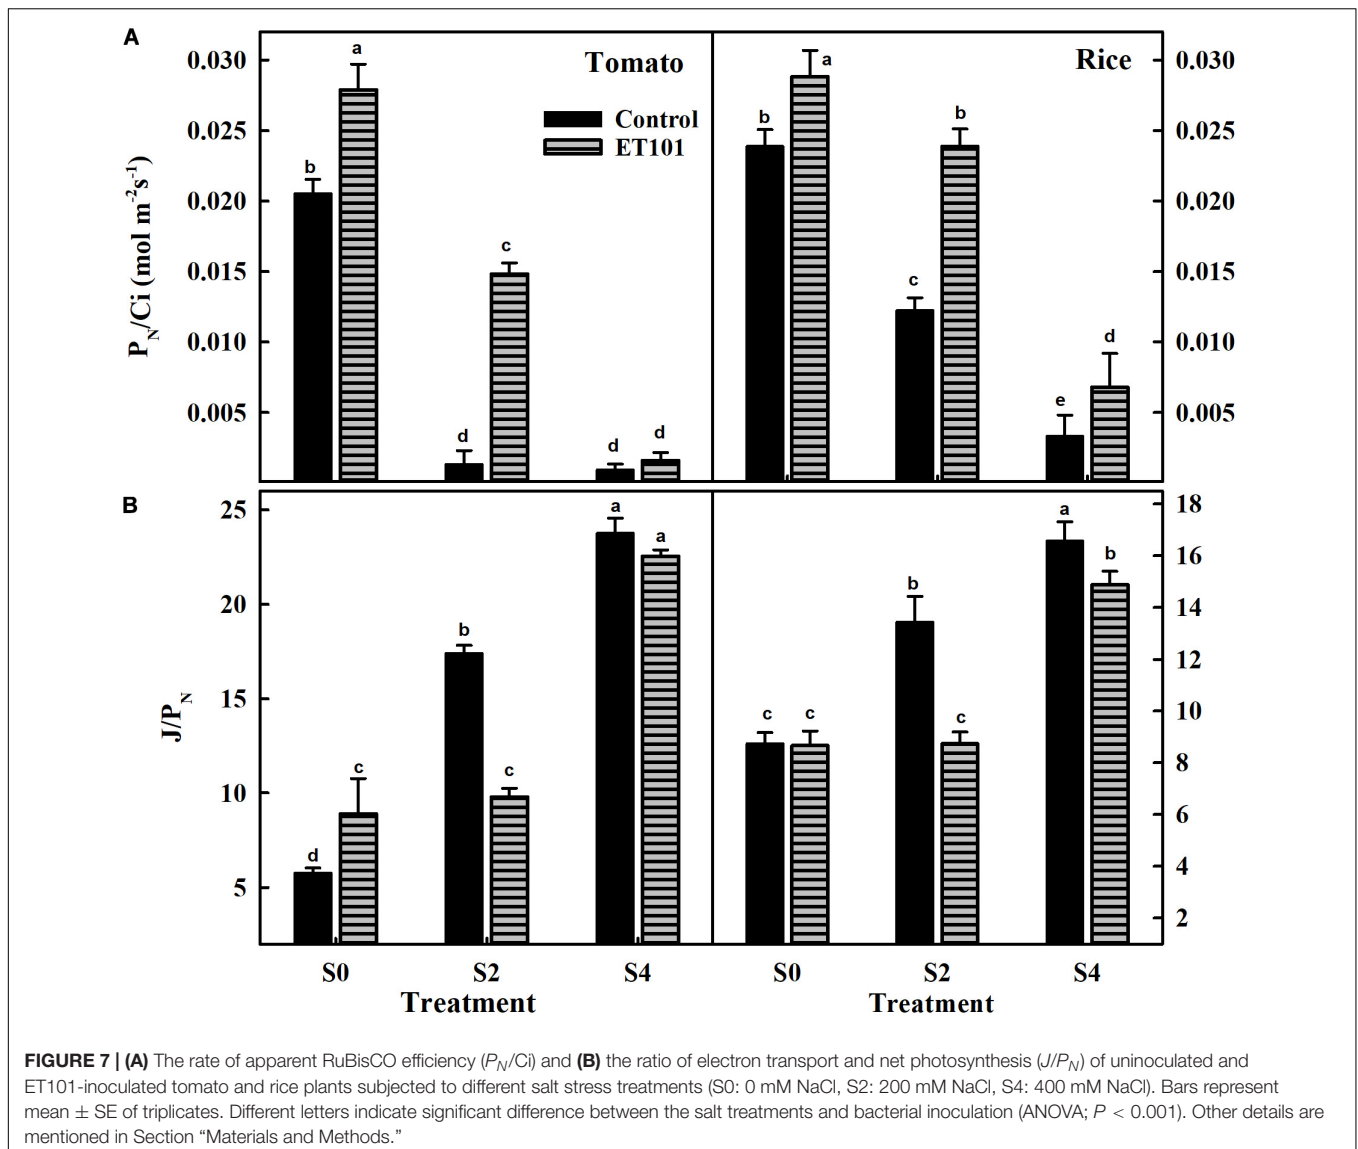 A
Tomato
Rice
Control
ET101
0.030
0.025
0.020
0.015
0.010
0.005
P_N/Ci (mol m⁻²s⁻¹)
b
a
d
c
d
d
b
a
c
b
e
d
0.030
0.025
0.020
0.015
0.010
0.005
B
25
20
15
10
5
J/P_N
d
c
b
c
a
a
c
c
b
c
a
b
18
16
14
12
10
8
6
4
2
S0 S2 S4 S0 S2 S4
Treatment Treatment
FIGURE 7 | (A) The rate of apparent RuBisCO efficiency (P_N/Ci) and (B) the ratio of electron transport and net photosynthesis (J/P_N) of uninoculated and
ET101-inoculated tomato and rice plants subjected to different salt stress treatments (S0: 0 mM NaCl, S2: 200 mM NaCl, S4: 400 mM NaCl). Bars represent
mean ± SE of triplicates. Different letters indicate significant difference between the salt treatments and bacterial inoculation (ANOVA; P < 0.001). Other details are
mentioned in Section “Materials and Methods.”